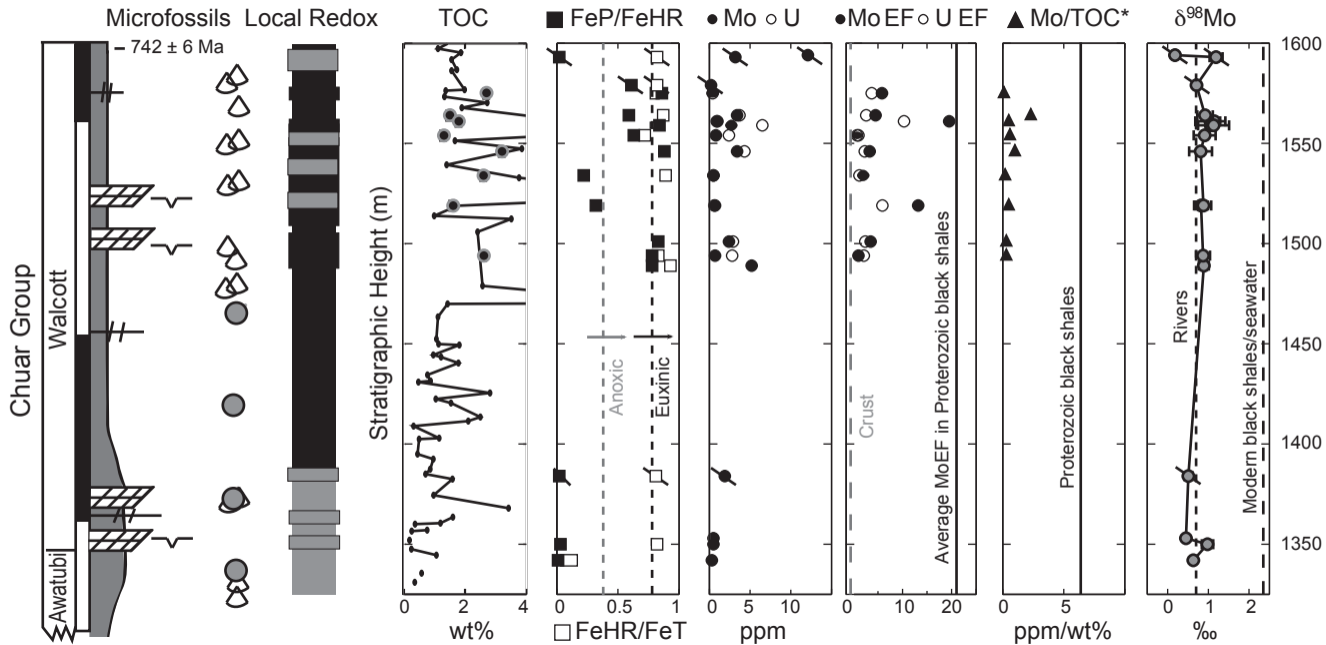 Microfossils Local Redox TOC ■ FeP/FeHR ● Mo ○ U ● Mo EF ○ U EF ▲ Mo/TOC* δ⁹⁸Mo
– 742 ± 6 Ma
1600
1550
1500
1450
1400
1350
Chuar Group
Walcott
Awatubi
Stratigraphic Height (m)
Anoxic
Euxinic
Crust
Average MoEF in Proterozoic black shales
Proterozoic black shales
Rivers
Modern black shales/seawater
0 2 4
0 0.5 1
0 5 10
0 10 20
0 5
0 1 2
wt%
□ FeHR/FeT
ppm
ppm/wt%
‰